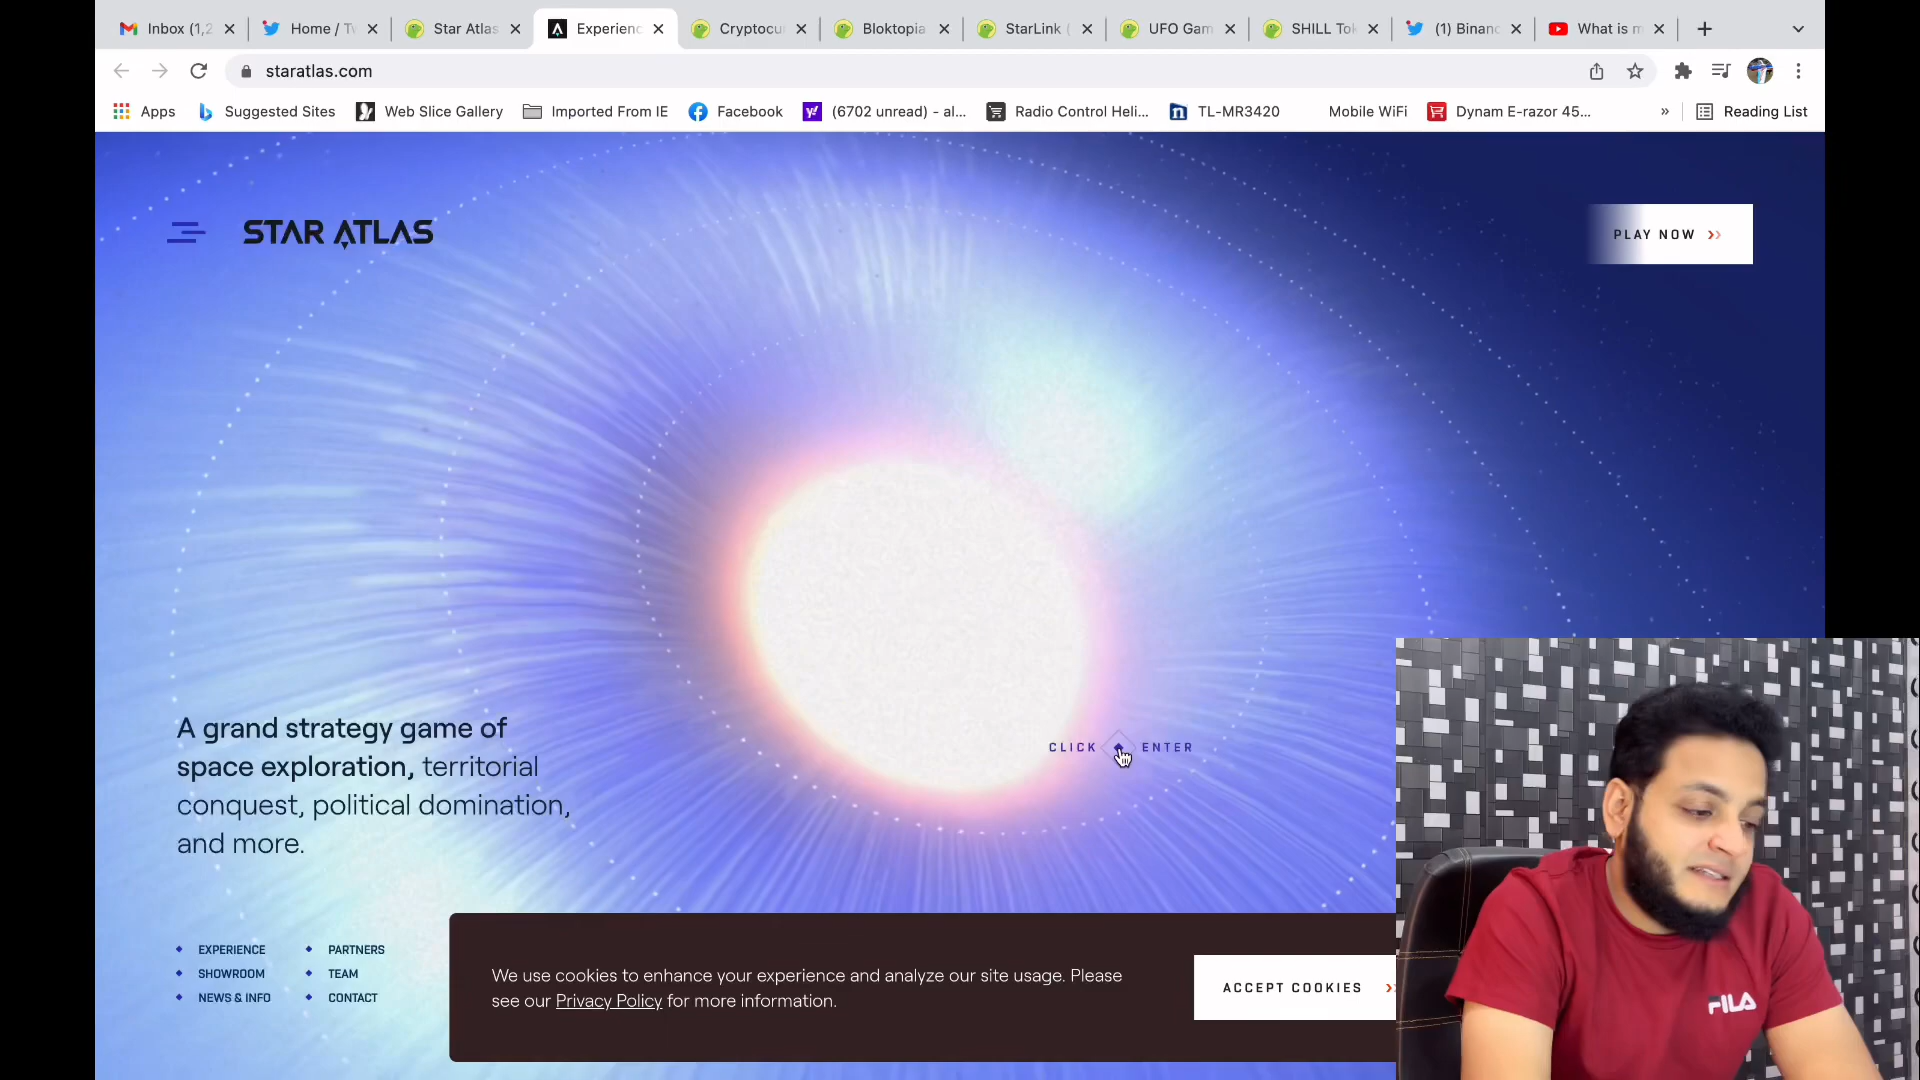 Inbox (1,2
Home / Tw
Star Atlas
Experienc
Cryptocu
Bloktopia
StarLink (
UFO Gam
SHILL Tok
(1) Binanc
What is m
staratlas.com
Apps
Suggested Sites
Web Slice Gallery
Imported From IE
Facebook
(6702 unread) - al...
Radio Control Heli...
TL-MR3420
Mobile WiFi
Dynam E-razor 45...
»
Reading List
STAR ATLAS
PLAY NOW
CLICK ENTER
A grand strategy game of
space exploration, territorial
conquest, political domination,
and more.
EXPERIENCE
SHOWROOM
NEWS & INFO
PARTNERS
TEAM
CONTACT
We use cookies to enhance your experience and analyze our site usage. Please
see our Privacy Policy for more information.
ACCEPT COOKIES
FILA